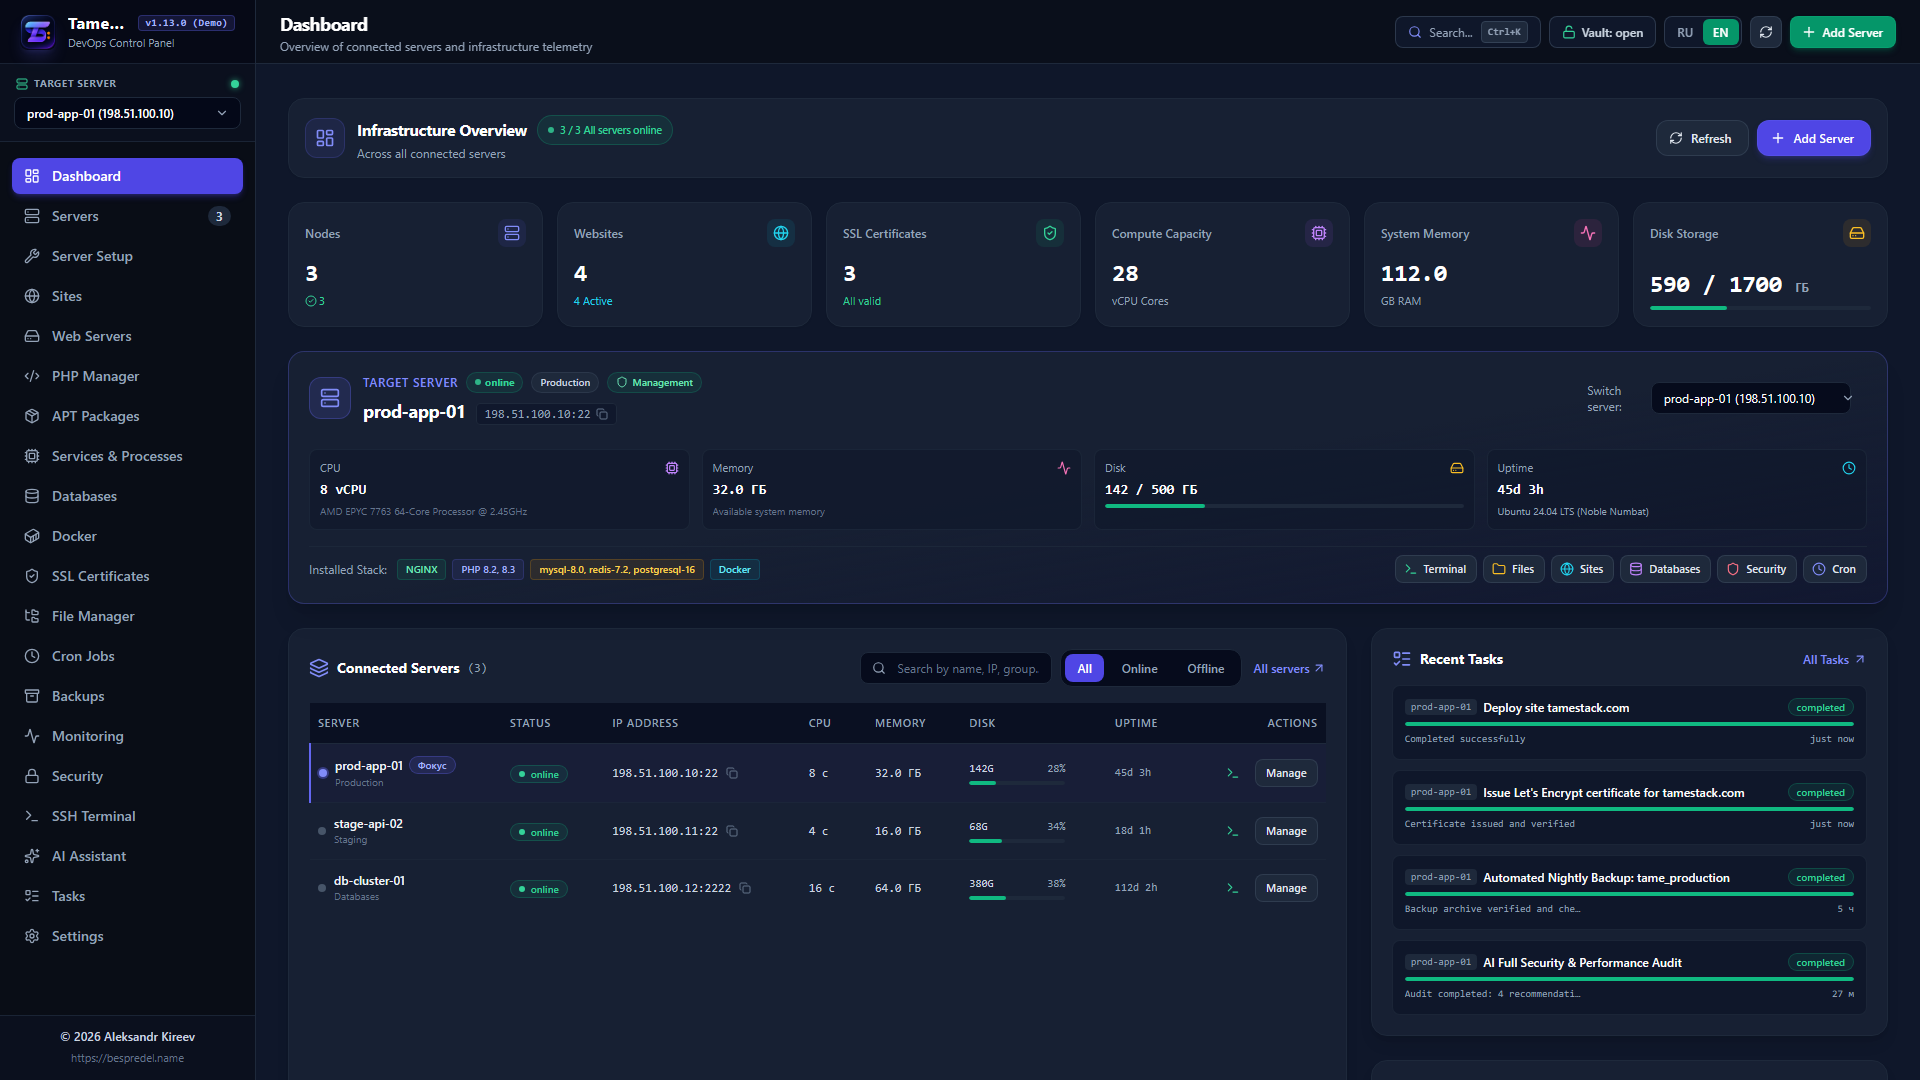 Tame...
v1.13.0 (Demo)
DevOps Control Panel
TARGET SERVER
prod-app-01 (198.51.100.10)
Dashboard
Servers
3
Server Setup
Sites
Web Servers
PHP Manager
APT Packages
Services & Processes
Databases
Docker
SSL Certificates
File Manager
Cron Jobs
Backups
Monitoring
Security
SSH Terminal
AI Assistant
Tasks
Settings
© 2026 Aleksandr Kireev
https://bespredel.name
Dashboard
Overview of connected servers and infrastructure telemetry
Search...
Ctrl+K
Vault: open
RU
EN
Add Server
Infrastructure Overview
3 / 3 All servers online
Across all connected servers
Refresh
Add Server
Nodes
3
3
Websites
4
4 Active
SSL Certificates
3
All valid
Compute Capacity
28
vCPU Cores
System Memory
112.0
GB RAM
Disk Storage
590 / 1700 ГБ
TARGET SERVER
online
Production
Management
prod-app-01
198.51.100.10:22
Switch
server:
prod-app-01 (198.51.100.10)
CPU
8 vCPU
AMD EPYC 7763 64-Core Processor @ 2.45GHz
Memory
32.0 ГБ
Available system memory
Disk
142 / 500 ГБ
Uptime
45d 3h
Ubuntu 24.04 LTS (Noble Numbat)
Installed Stack:
NGINX
PHP 8.2, 8.3
mysql-8.0, redis-7.2, postgresql-16
Docker
Terminal
Files
Sites
Databases
Security
Cron
Connected Servers (3)
Search by name, IP, group.
All
Online
Offline
All servers
SERVER STATUS IP ADDRESS CPU MEMORY DISK UPTIME ACTIONS
prod-app-01 Фокус
Production
online
198.51.100.10:22
8 c
32.0 ГБ
142G 28%
45d 3h
Manage
stage-api-02
Staging
online
198.51.100.11:22
4 c
16.0 ГБ
68G 34%
18d 1h
Manage
db-cluster-01
Databases
online
198.51.100.12:2222
16 c
64.0 ГБ
380G 38%
112d 2h
Manage
Recent Tasks
All Tasks
prod-app-01 Deploy site tamestack.com completed
Completed successfully just now
prod-app-01 Issue Let's Encrypt certificate for tamestack.com completed
Certificate issued and verified just now
prod-app-01 Automated Nightly Backup: tame_production completed
Backup archive verified and che… 5 ч
prod-app-01 AI Full Security & Performance Audit completed
Audit completed: 4 recommendati… 27 м